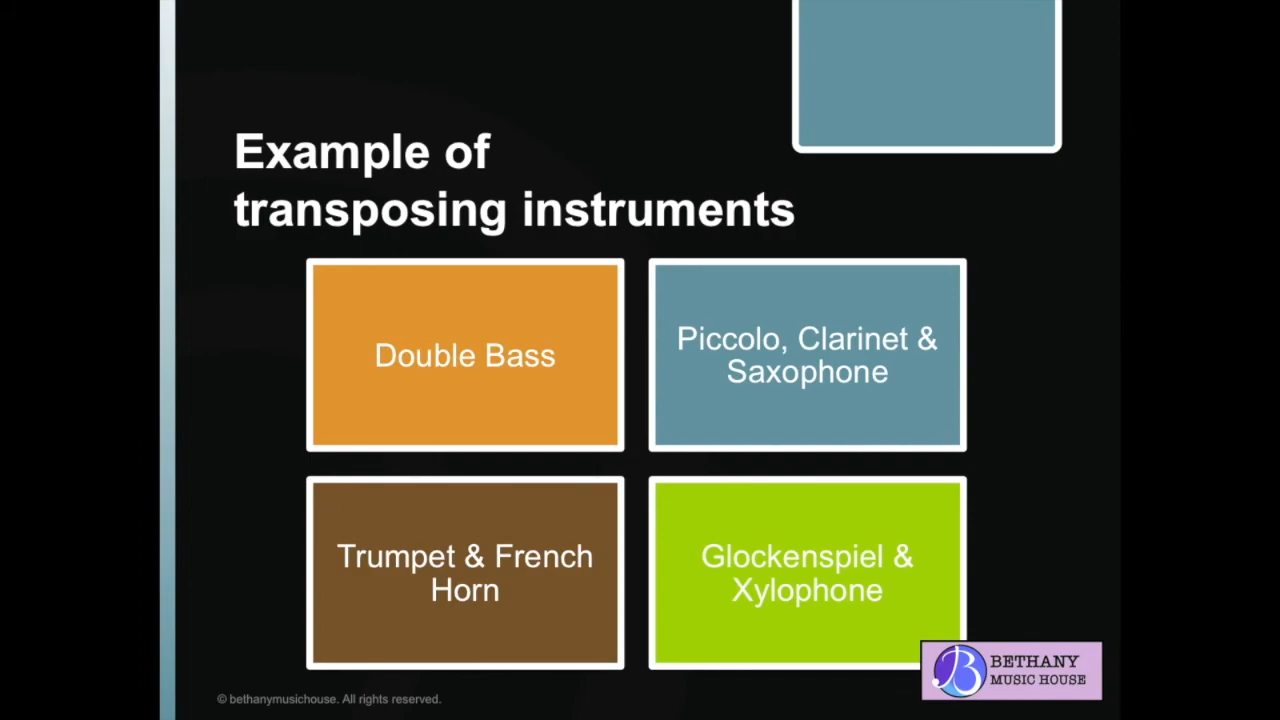 Example of
transposing instruments
Double Bass
Piccolo, Clarinet &
Saxophone
Trumpet & French
Horn
Glockenspiel &
Xylophone
B BETHANY
MUSIC HOUSE
© bethanymusichouse. All rights reserved.